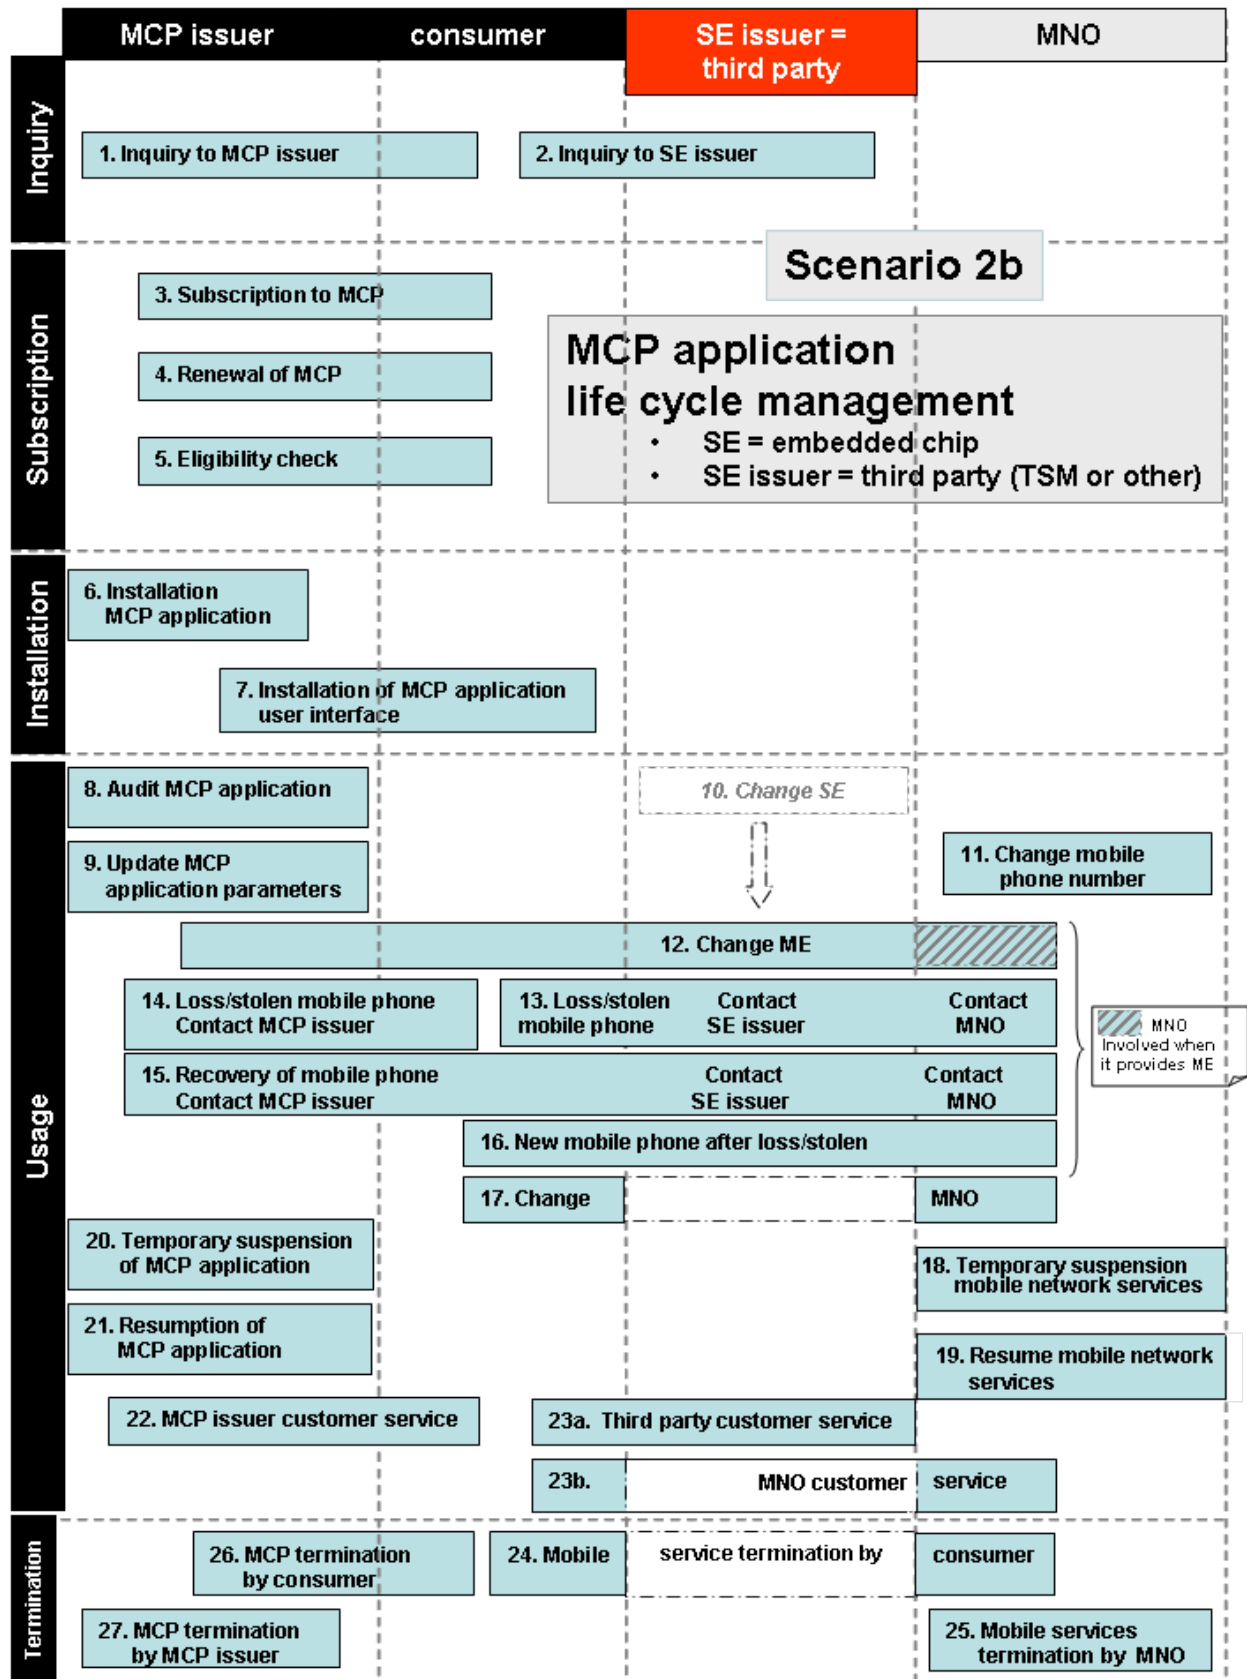 MCP issuer
consumer
SE issuer =
third party
MNO
Inquiry
1. Inquiry to MCP issuer
2. Inquiry to SE issuer
Scenario 2b
Subscription
3. Subscription to MCP
4. Renewal of MCP
5. Eligibility check
MCP application
life cycle management
• SE = embedded chip
• SE issuer = third party (TSM or other)
Installation
6. Installation
MCP application
7. Installation of MCP application
user interface
Usage
8. Audit MCP application
10. Change SE
9. Update MCP
application parameters
11. Change mobile
phone number
12. Change ME
14. Loss/stolen mobile phone
Contact MCP issuer
13. Loss/stolen
mobile phone
Contact
SE issuer
Contact
MNO
MNO
Involved when
it provides ME
15. Recovery of mobile phone
Contact MCP issuer
Contact
SE issuer
Contact
MNO
16. New mobile phone after loss/stolen
17. Change
MNO
20. Temporary suspension
of MCP application
18. Temporary suspension
mobile network services
21. Resumption of
MCP application
19. Resume mobile network
services
22. MCP issuer customer service
23a. Third party customer service
23b. MNO customer service
Termination
26. MCP termination
by consumer
24. Mobile service termination by consumer
27. MCP termination
by MCP issuer
25. Mobile services
termination by MNO